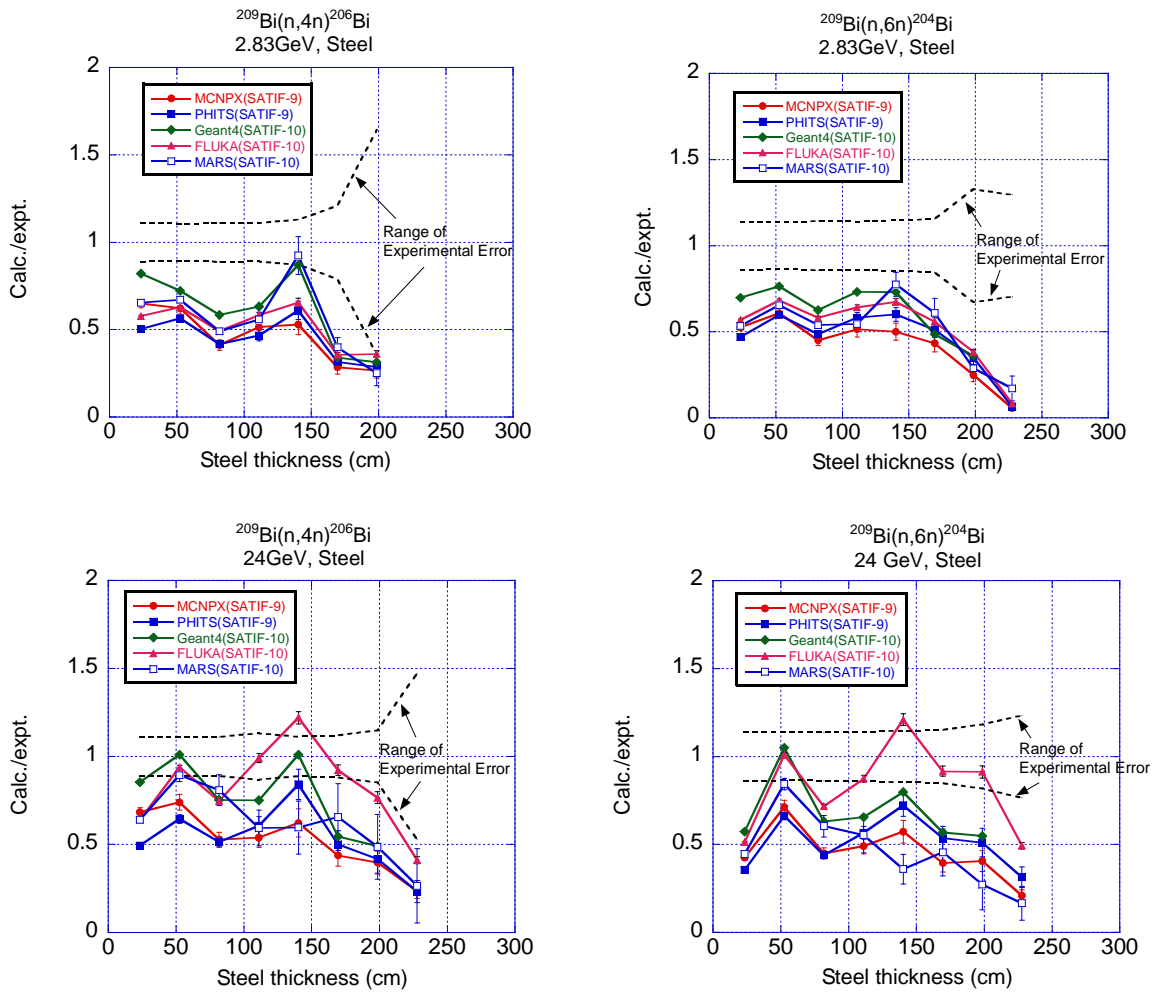 ²⁰⁹Bi(n,4n)²⁰⁶Bi
2.83GeV, Steel
2
1.5
1
0.5
0
Calc./expt.
MCNPX(SATIF-9)
PHITS(SATIF-9)
Geant4(SATIF-10)
FLUKA(SATIF-10)
MARS(SATIF-10)
Range of
Experimental Error
0 50 100 150 200 250 300
Steel thickness (cm)
²⁰⁹Bi(n,6n)²⁰⁴Bi
2.83GeV, Steel
2
1.5
1
0.5
0
Calc./expt.
MCNPX(SATIF-9)
PHITS(SATIF-9)
Geant4(SATIF-10)
FLUKA(SATIF-10)
MARS(SATIF-10)
Range of
Experimental Error
0 50 100 150 200 250 300
Steel thickness (cm)
²⁰⁹Bi(n,4n)²⁰⁶Bi
24GeV, Steel
2
1.5
1
0.5
0
Calc./expt.
MCNPX(SATIF-9)
PHITS(SATIF-9)
Geant4(SATIF-10)
FLUKA(SATIF-10)
MARS(SATIF-10)
Range of
Experimental Error
0 50 100 150 200 250 300
Steel thickness (cm)
²⁰⁹Bi(n,6n)²⁰⁴Bi
24 GeV, Steel
2
1.5
1
0.5
0
Calc./expt.
MCNPX(SATIF-9)
PHITS(SATIF-9)
Geant4(SATIF-10)
FLUKA(SATIF-10)
MARS(SATIF-10)
Range of
Experimental Error
0 50 100 150 200 250 300
Steel thickness (cm)